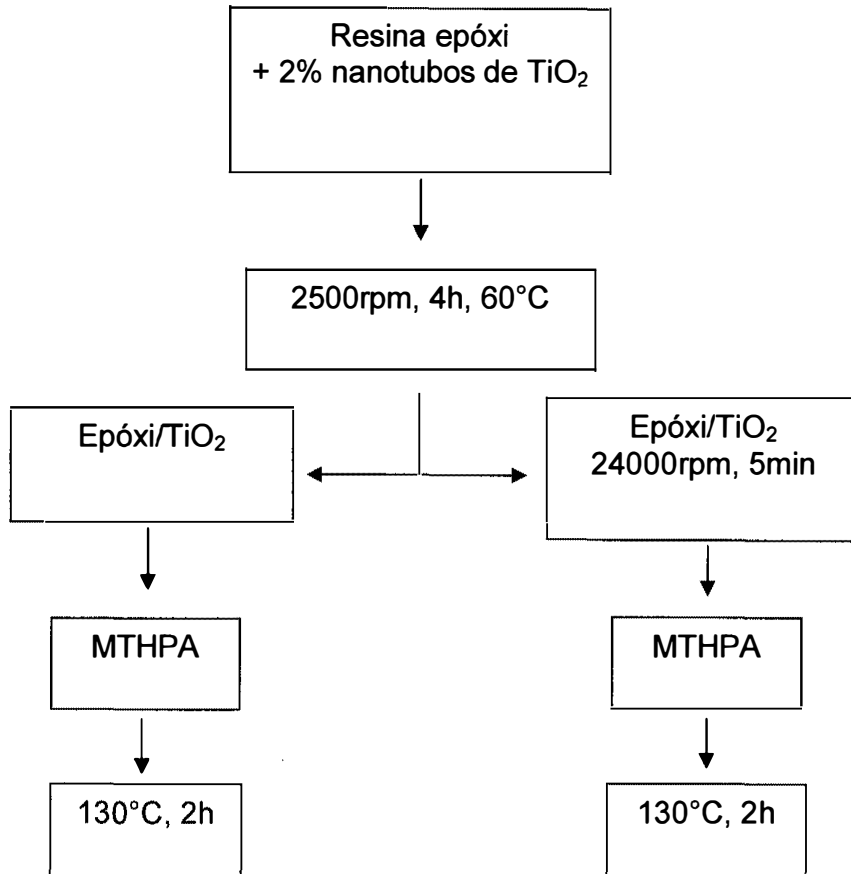 Resina epóxi
+ 2% nanotubos de TiO₂
2500rpm, 4h, 60°C
Epóxi/TiO₂
Epóxi/TiO₂
24000rpm, 5min
MTHPA
MTHPA
130°C, 2h
130°C, 2h